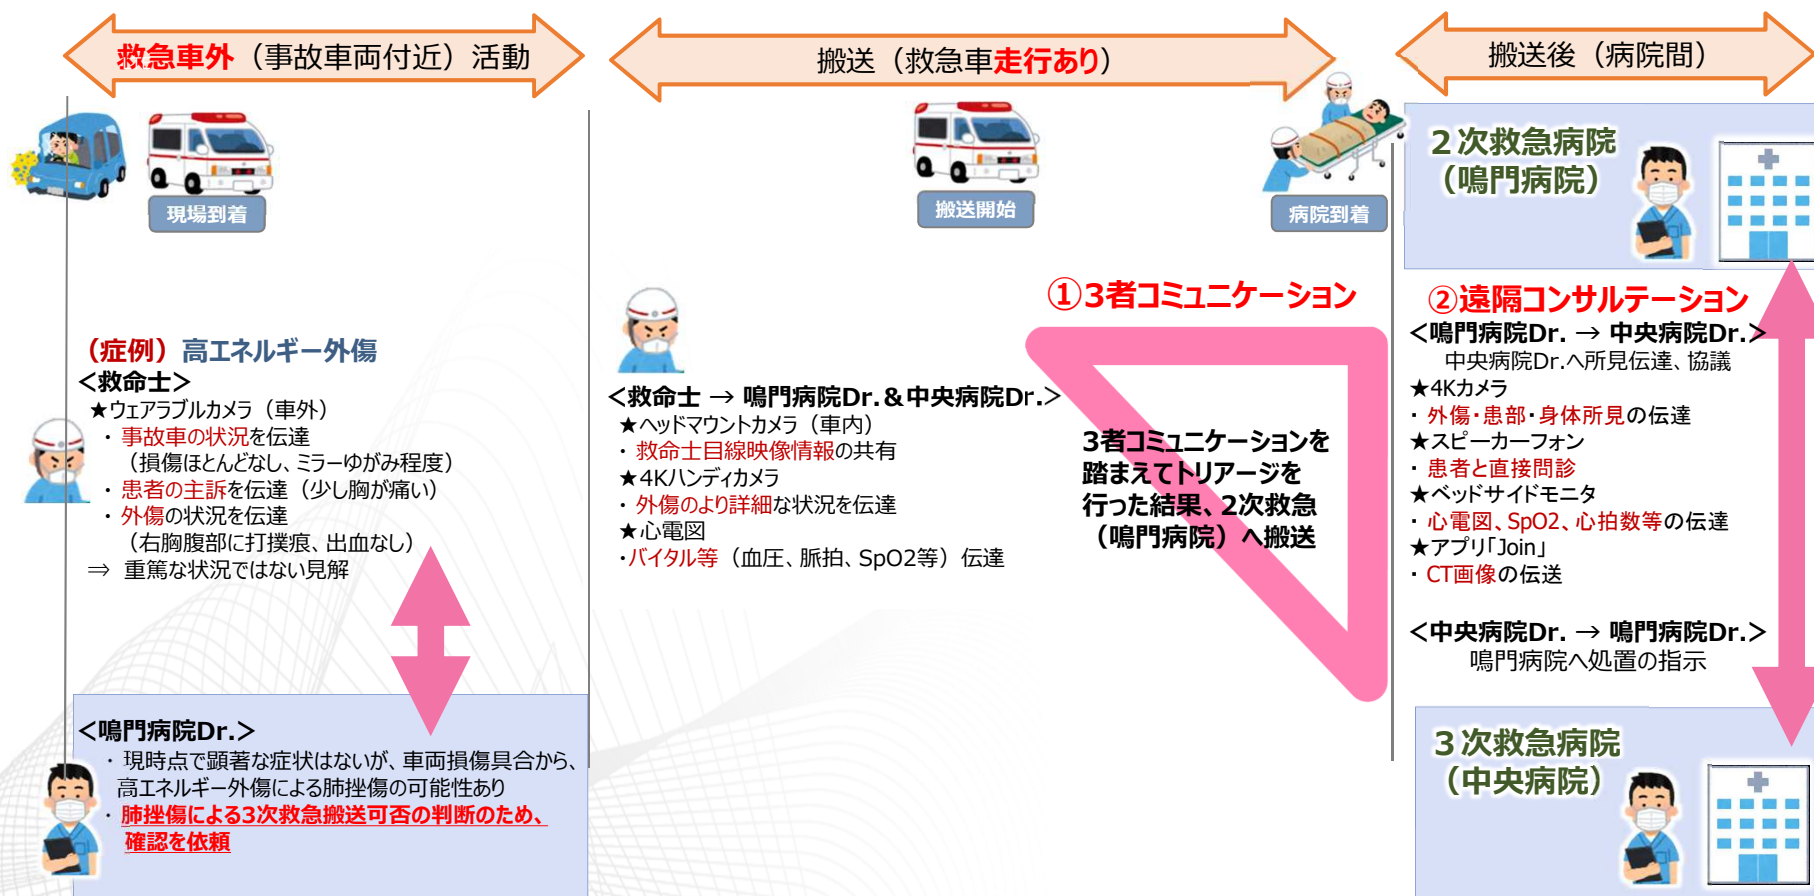 救急車外（事故車両付近）活動
搬送（救急車走行あり）
搬送後（病院間）
現場到着
搬送開始
病院到着
２次救急病院
（鳴門病院）
（症例）高エネルギー外傷
＜救命士＞
★ウェアラブルカメラ（車外）
・事故車の状況を伝達
（損傷ほとんどなし、ミラーゆがみ程度）
・患者の主訴を伝達（少し胸が痛い）
・外傷の状況を伝達
（右胸腹部に打撲痕、出血なし）
⇒ 重篤な状況ではない見解
＜鳴門病院Dr.＞
・現時点で顕著な症状はないが、車両損傷具合から、
高エネルギー外傷による肺挫傷の可能性あり
・肺挫傷による3次救急搬送可否の判断のため、
確認を依頼
＜救命士 → 鳴門病院Dr.＆中央病院Dr.＞
★ヘッドマウントカメラ（車内）
・救命士目線映像情報の共有
★4Kハンディカメラ
・外傷のより詳細な状況を伝達
★心電図
・バイタル等（血圧、脈拍、SpO2等）伝達
①3者コミュニケーション
3者コミュニケーションを
踏まえてトリアージを
行った結果、2次救急
（鳴門病院）へ搬送
②遠隔コンサルテーション
＜鳴門病院Dr. → 中央病院Dr.＞
中央病院Dr.へ所見伝達、協議
★4Kカメラ
・外傷・患部・身体所見の伝達
★スピーカーフォン
・患者と直接問診
★ベッドサイドモニタ
・心電図、SpO2、心拍数等の伝達
★アプリ「Join」
・CT画像の伝送
＜中央病院Dr. → 鳴門病院Dr.＞
鳴門病院へ処置の指示
３次救急病院
（中央病院）